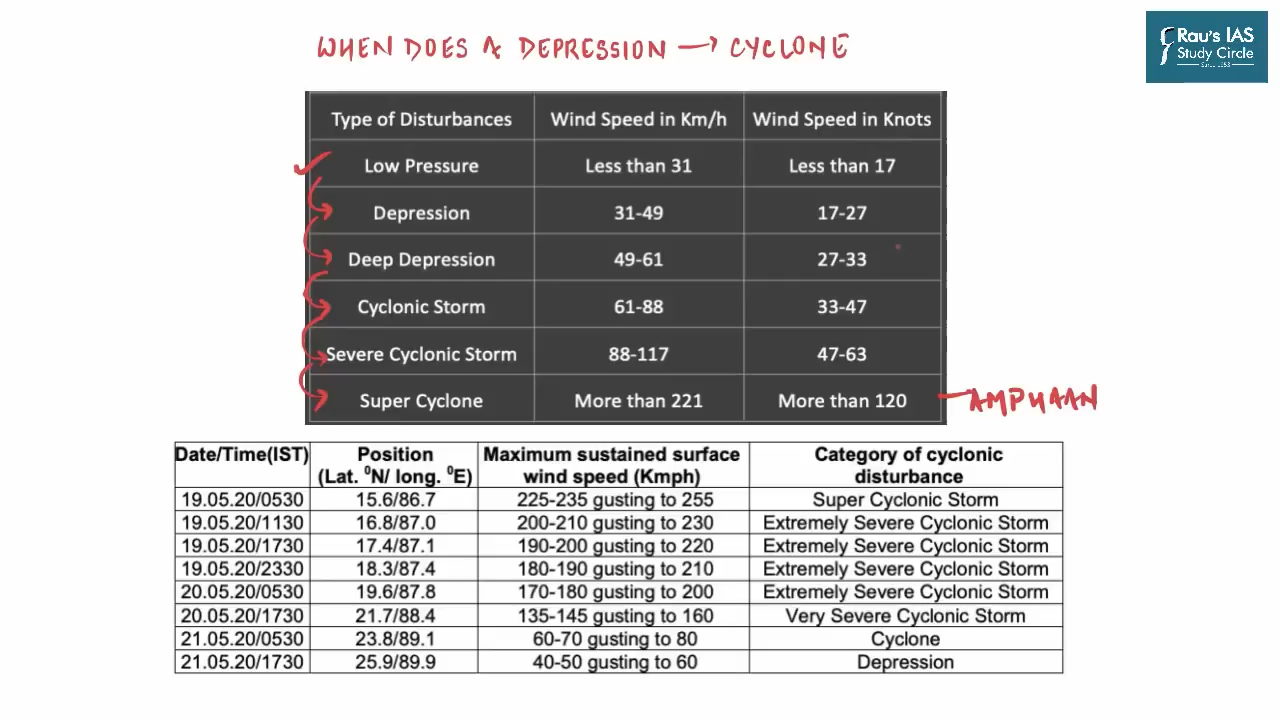 WHEN DOES A DEPRESSION → CYCLONE
Rau's IAS
Study Circle
Since 1953
Type of Disturbances Wind Speed in Km/h Wind Speed in Knots
Low Pressure Less than 31 Less than 17
Depression 31-49 17-27
Deep Depression 49-61 27-33
Cyclonic Storm 61-88 33-47
Severe Cyclonic Storm 88-117 47-63
Super Cyclone More than 221 More than 120
AMPHAAN
Date/Time(IST) Position Maximum sustained surface Category of cyclonic
(Lat. ⁰N/ long. ⁰E) wind speed (Kmph) disturbance
19.05.20/0530 15.6/86.7 225-235 gusting to 255 Super Cyclonic Storm
19.05.20/1130 16.8/87.0 200-210 gusting to 230 Extremely Severe Cyclonic Storm
19.05.20/1730 17.4/87.1 190-200 gusting to 220 Extremely Severe Cyclonic Storm
19.05.20/2330 18.3/87.4 180-190 gusting to 210 Extremely Severe Cyclonic Storm
20.05.20/0530 19.6/87.8 170-180 gusting to 200 Extremely Severe Cyclonic Storm
20.05.20/1730 21.7/88.4 135-145 gusting to 160 Very Severe Cyclonic Storm
21.05.20/0530 23.8/89.1 60-70 gusting to 80 Cyclone
21.05.20/1730 25.9/89.9 40-50 gusting to 60 Depression